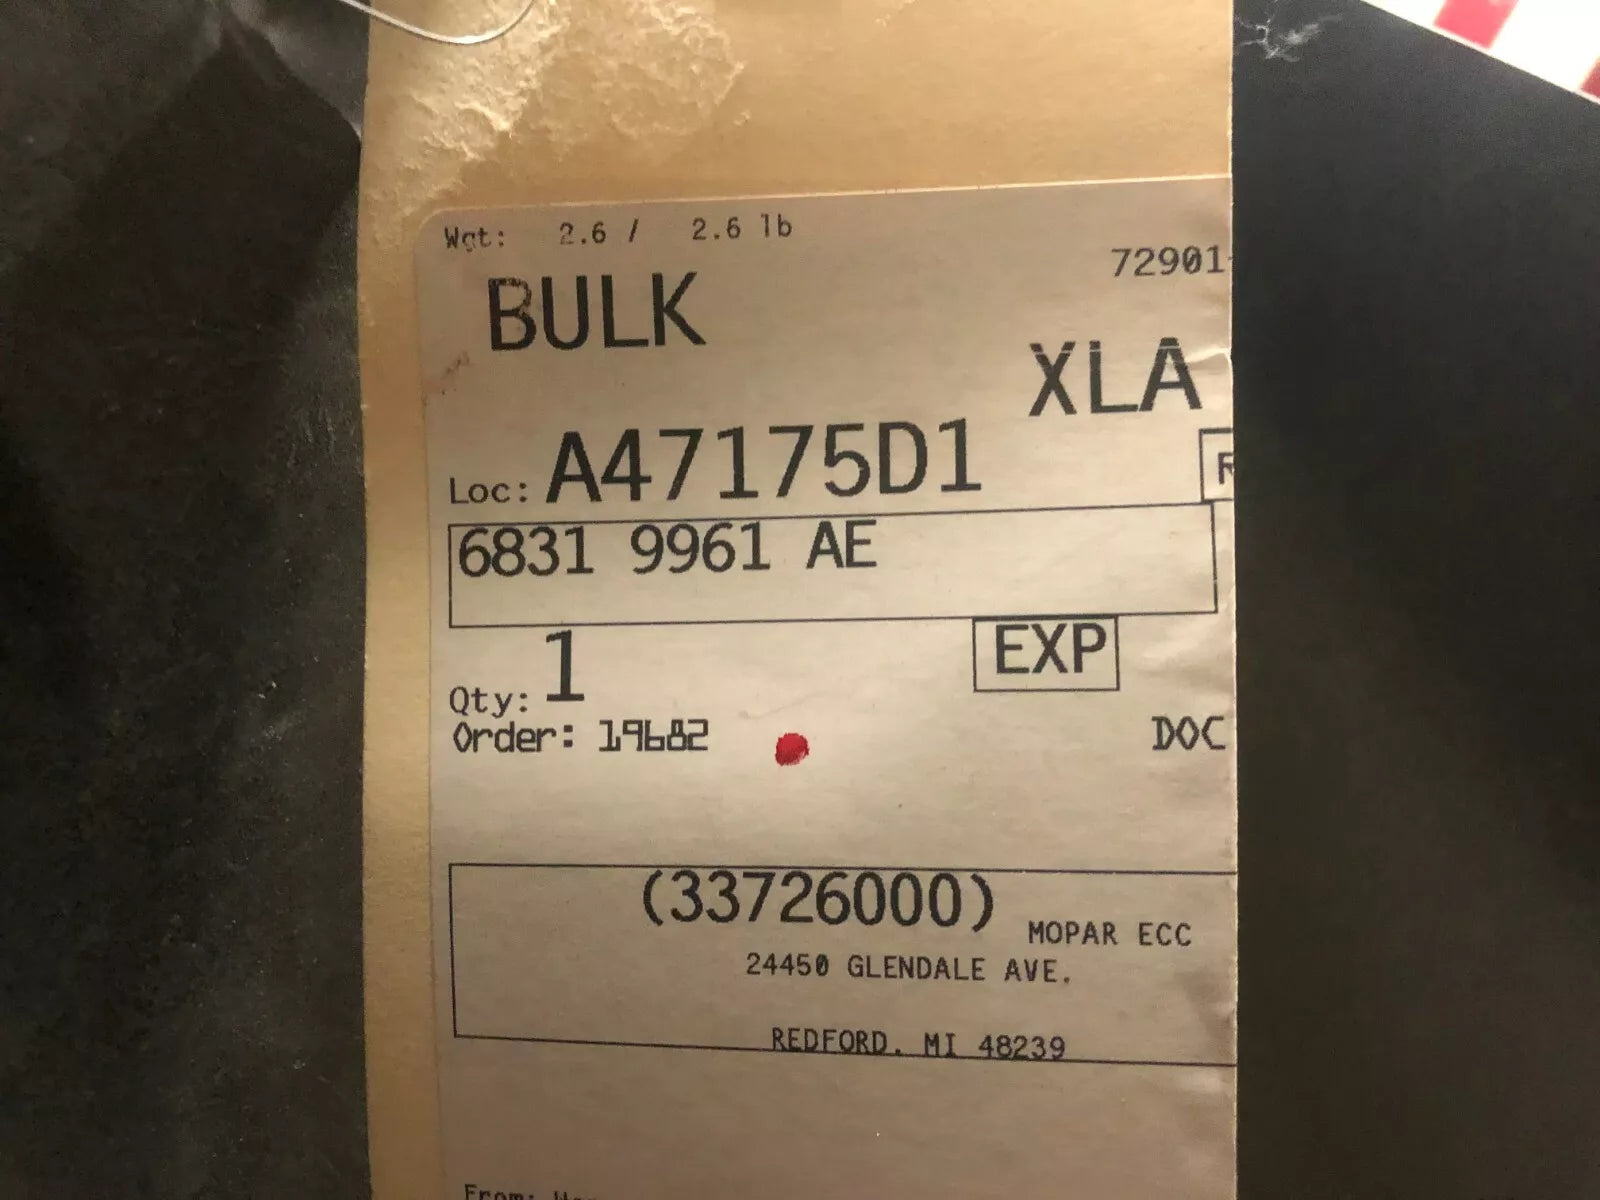 Wgt: 2.6 / 2.6 lb
72901
BULK
XLA
Loc: A47175D1
R
6831 9961 AE
Qty: 1
EXP
Order: 19682
DOC
(33726000)
MOPAR ECC
24450 GLENDALE AVE.
REDFORD, MI 48239
From: